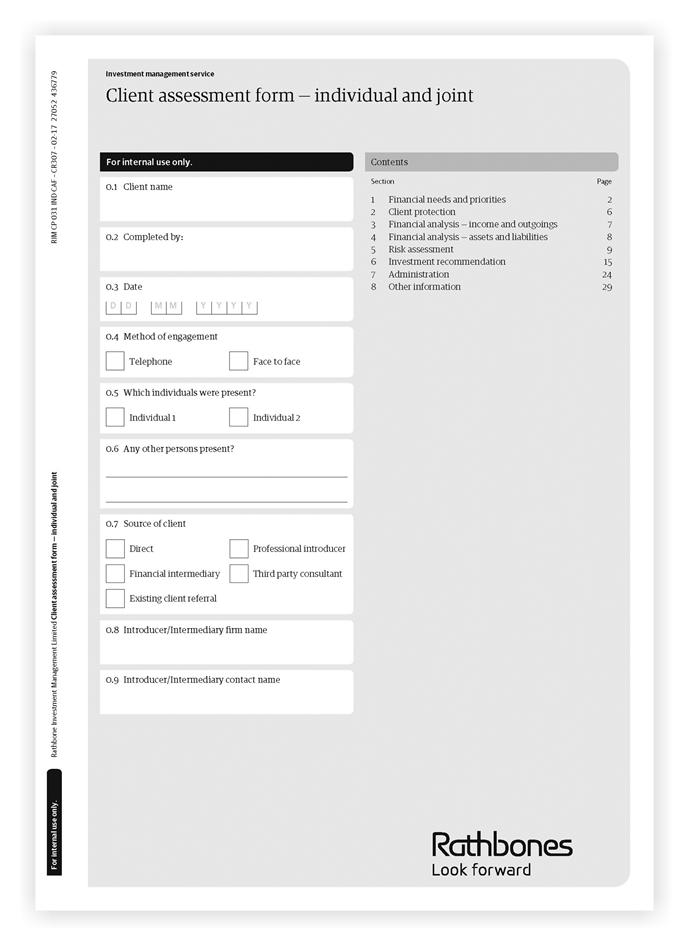 Investment management service
Client assessment form – individual and joint
For internal use only.
0.1 Client name
0.2 Completed by:
0.3 Date
D D M M Y Y Y Y
0.4 Method of engagement
Telephone Face to face
0.5 Which individuals were present?
Individual 1 Individual 2
0.6 Any other persons present?
0.7 Source of client
Direct Professional introducer
Financial intermediary Third party consultant
Existing client referral
0.8 Introducer/Intermediary firm name
0.9 Introducer/Intermediary contact name
Contents
Section Page
1 Financial needs and priorities 2
2 Client protection 6
3 Financial analysis – income and outgoings 7
4 Financial analysis – assets and liabilities 8
5 Risk assessment 9
6 Investment recommendation 15
7 Administration 24
8 Other information 29
Rathbones
Look forward
RIM CP 031 IND CAF - CR307 - 02-17 27052 436779
Rathbone Investment Management Limited Client assessment form – individual and joint
For internal use only.